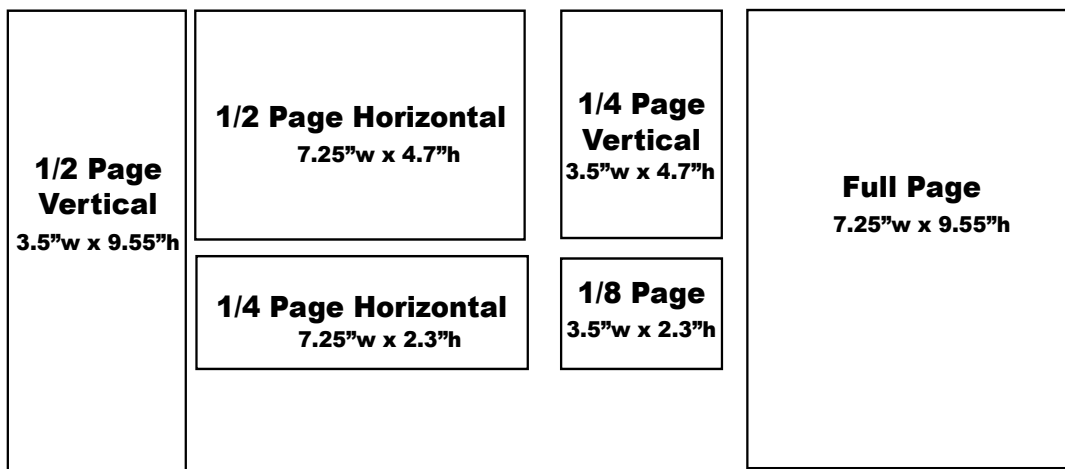 1/2 Page
Vertical
3.5”w x 9.55”h
1/2 Page Horizontal
7.25”w x 4.7”h
1/4 Page Horizontal
7.25”w x 2.3”h
1/4 Page
Vertical
3.5”w x 4.7”h
1/8 Page
3.5”w x 2.3”h
Full Page
7.25”w x 9.55”h